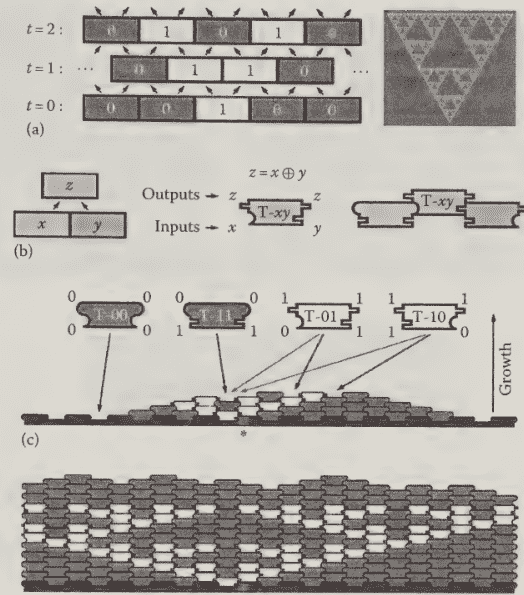 t=2: 0 1 0 1 0
t=1: ... 0 1 1 0 ...
t=0: 0 0 1 0 0
(a)
z = x ⊕ y
z
Outputs → z T-xy z
T-xy
x y
Inputs → x y
(b)
0 0 0 0 1 1 1 1
T-00 T-11 T-01 T-10
0 0 1 1 0 1 1 0
Growth
(c)
*